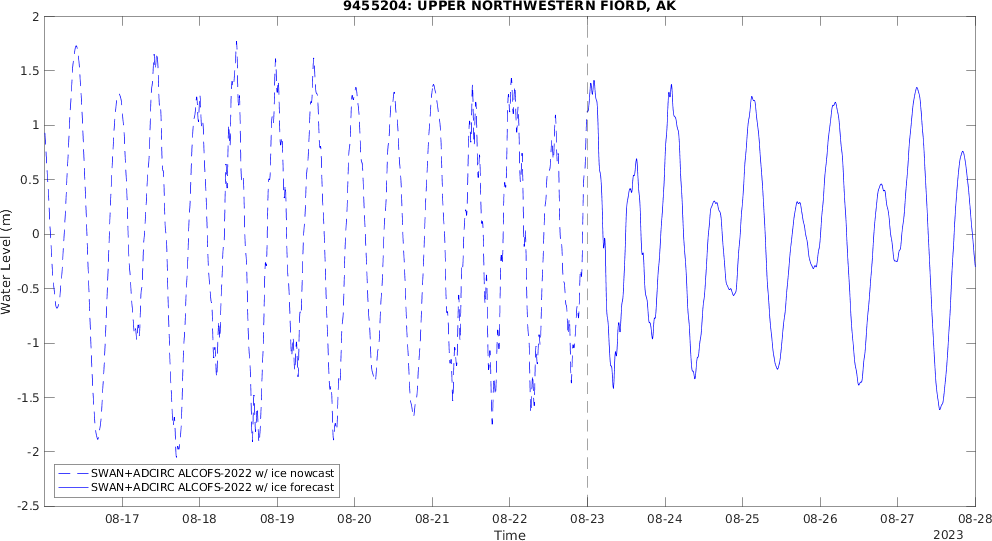 9455204: UPPER NORTHWESTERN FIORD, AK
2
1.5
1
0.5
0
-0.5
-1
-1.5
-2
-2.5
Water Level (m)
SWAN+ADCIRC ALCOFS-2022 w/ ice nowcast
SWAN+ADCIRC ALCOFS-2022 w/ ice forecast
08-17 08-18 08-19 08-20 08-21 08-22 08-23 08-24 08-25 08-26 08-27 08-28
Time
2023